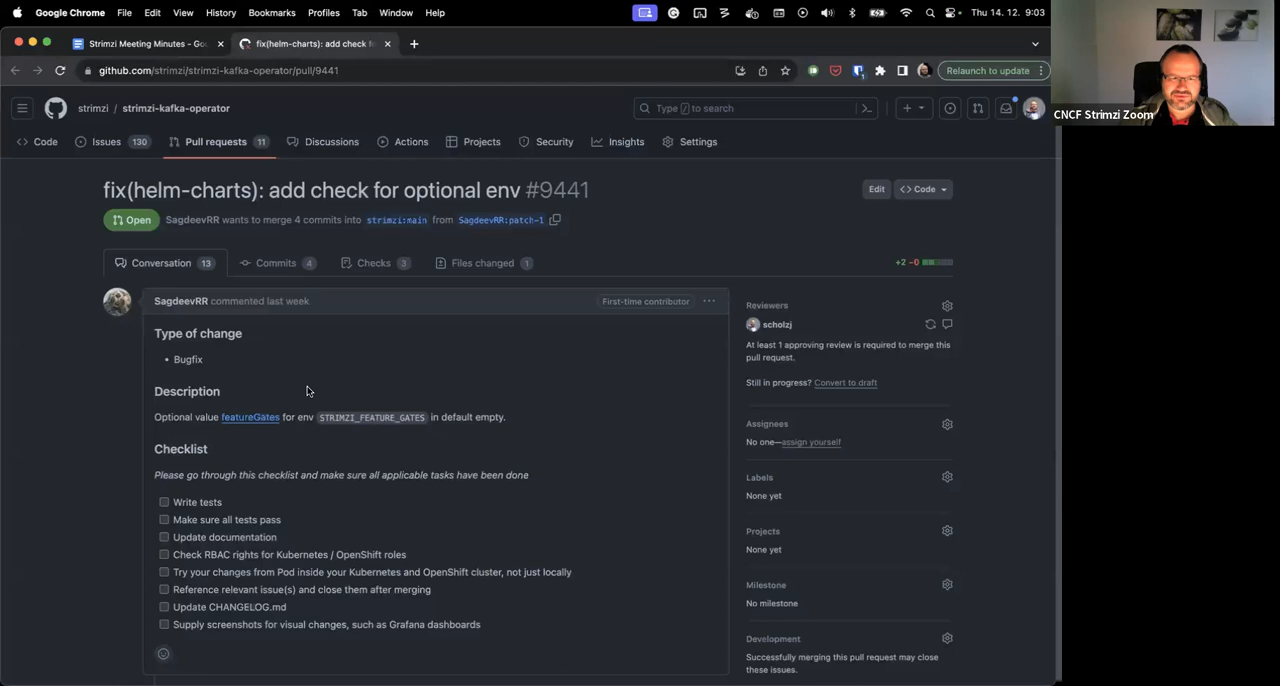 Google Chrome File Edit View History Bookmarks Profiles Tab Window Help Thu 14. 12. 9:03
Strimzi Meeting Minutes - Go
fix(helm-charts): add check fo
github.com/strimzi/strimzi-kafka-operator/pull/9441
Relaunch to update
strimzi / strimzi-kafka-operator
Type / to search
Code Issues 130 Pull requests 11 Discussions Actions Projects Security Insights Settings
fix(helm-charts): add check for optional env #9441
Edit
<> Code
Open
SagdeevRR wants to merge 4 commits into strimzi:main from SagdeevRR:patch-1
Conversation 13 Commits 4 Checks 3 Files changed 1
+2 −0
SagdeevRR commented last week
First-time contributor
Type of change
• Bugfix
Description
Optional value featureGates for env STRIMZI_FEATURE_GATES in default empty.
Checklist
Please go through this checklist and make sure all applicable tasks have been done
Write tests
Make sure all tests pass
Update documentation
Check RBAC rights for Kubernetes / OpenShift roles
Try your changes from Pod inside your Kubernetes and OpenShift cluster, not just locally
Reference relevant issue(s) and close them after merging
Update CHANGELOG.md
Supply screenshots for visual changes, such as Grafana dashboards
Reviewers
scholzj
At least 1 approving review is required to merge this
pull request.
Still in progress? Convert to draft
Assignees
No one—assign yourself
Labels
None yet
Projects
None yet
Milestone
No milestone
Development
Successfully merging this pull request may close
these issues.
CNCF Strimzi Zoom